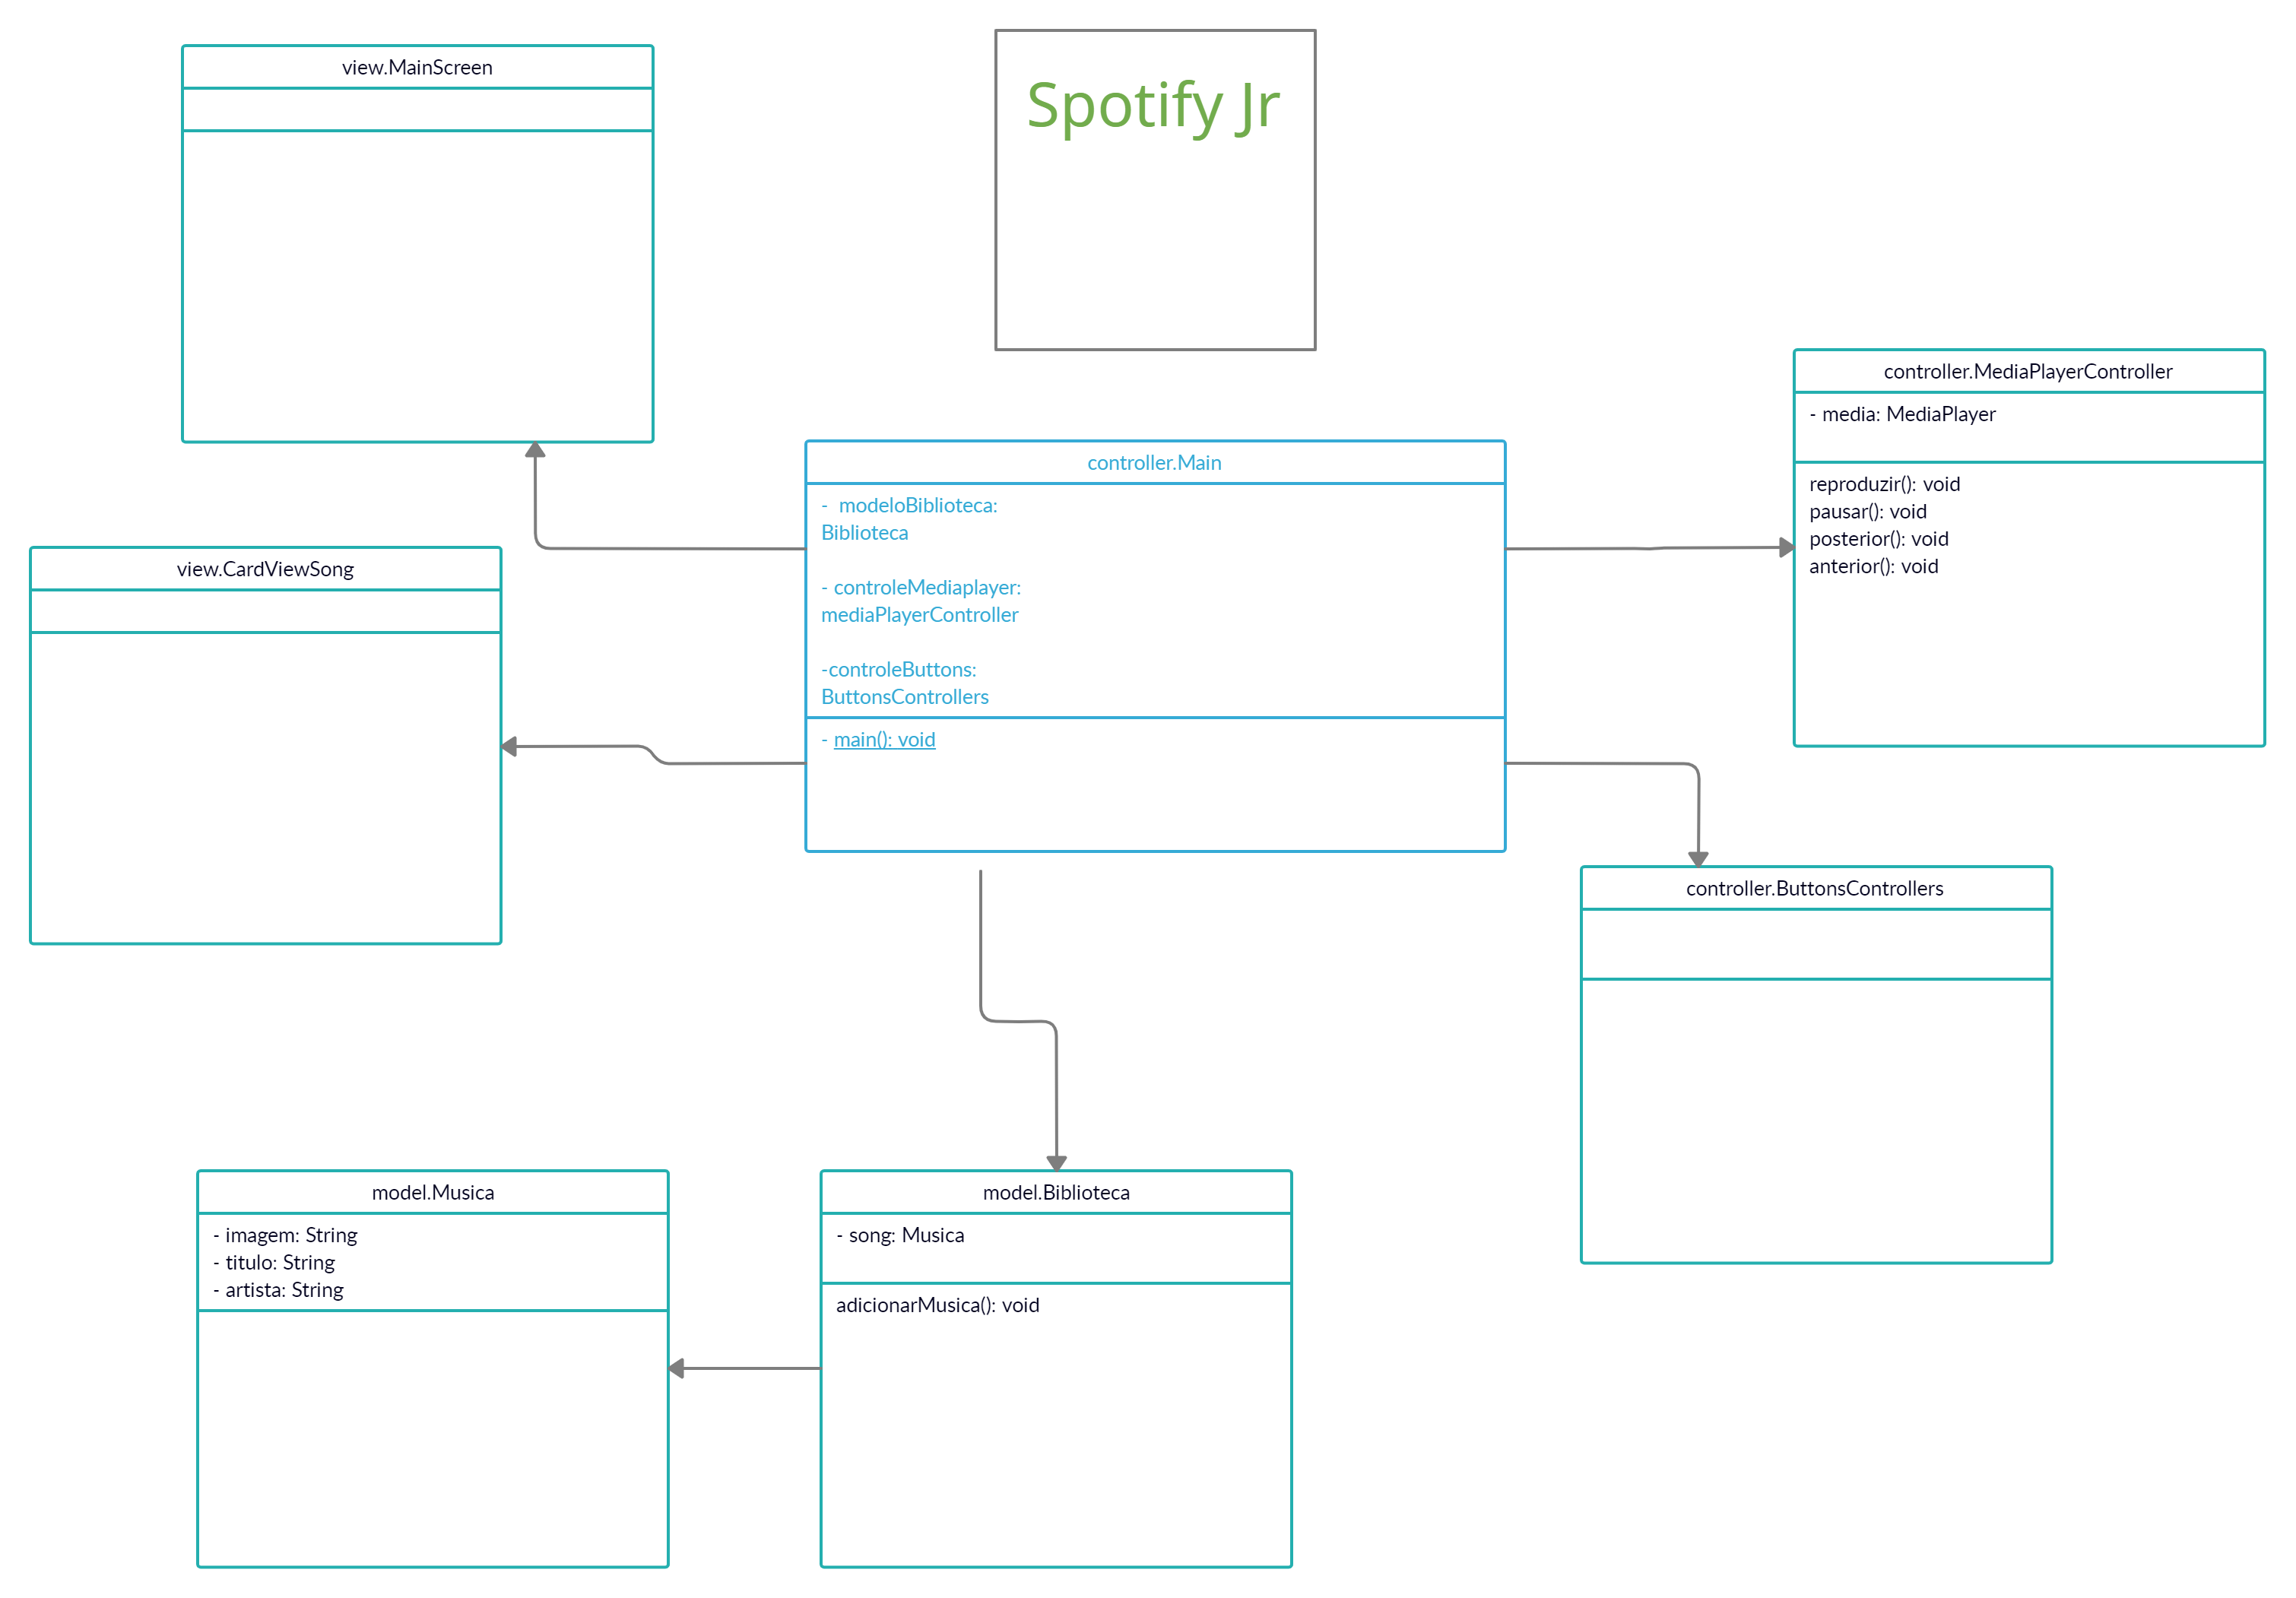 view.MainScreen
Spotify Jr
controller.MediaPlayerController
- media: MediaPlayer
reproduzir(): void
pausar(): void
posterior(): void
anterior(): void
controller.Main
-  modeloBiblioteca:
Biblioteca
- controleMediaplayer:
mediaPlayerController
-controleButtons:
ButtonsControllers
- main(): void
view.CardViewSong
controller.ButtonsControllers
model.Musica
- imagem: String
- titulo: String
- artista: String
model.Biblioteca
- song: Musica
adicionarMusica(): void